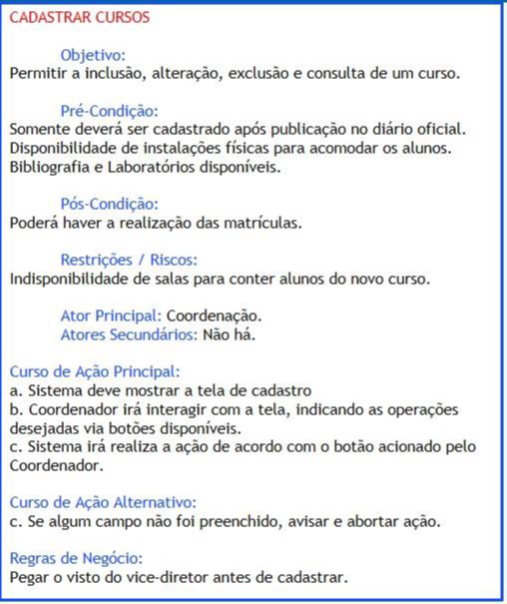 CADASTRAR CURSOS
Objetivo:
Permitir a inclusão, alteração, exclusão e consulta de um curso.
Pré-Condição:
Somente deverá ser cadastrado após publicação no diário oficial.
Disponibilidade de instalações físicas para acomodar os alunos.
Bibliografia e Laboratórios disponíveis.
Pós-Condição:
Poderá haver a realização das matrículas.
Restrições / Riscos:
Indisponibilidade de salas para conter alunos do novo curso.
Ator Principal: Coordenação.
Atores Secundários: Não há.
Curso de Ação Principal:
a. Sistema deve mostrar a tela de cadastro
b. Coordenador irá interagir com a tela, indicando as operações
desejadas via botões disponíveis.
c. Sistema irá realiza a ação de acordo com o botão acionado pelo
Coordenador.
Curso de Ação Alternativo:
c. Se algum campo não foi preenchido, avisar e abortar ação.
Regras de Negócio:
Pegar o visto do vice-diretor antes de cadastrar.